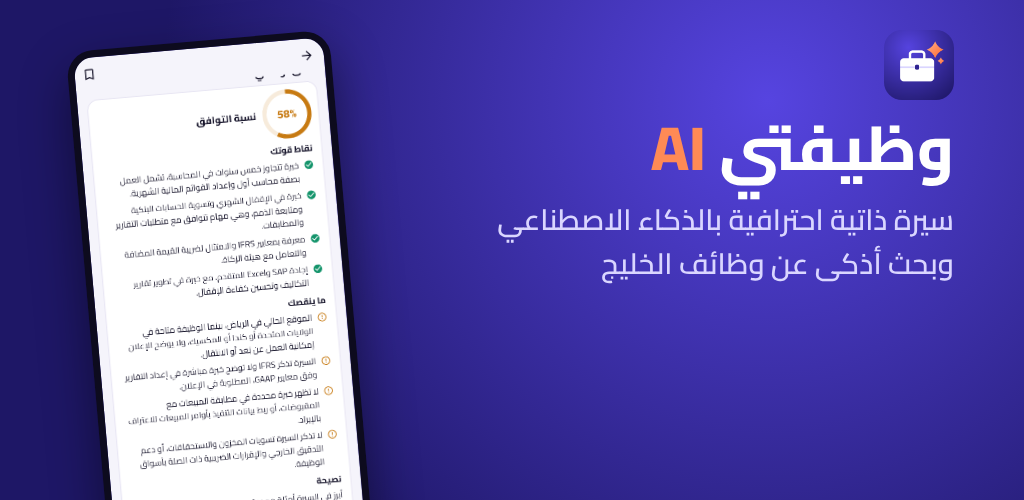 وظيفتي AI
سيرة ذاتية احترافية بالذكاء الاصطناعي
وبحث أذكى عن وظائف الخليج
58%
نسبة التوافق
نقاط قوتك
خبرة تتجاوز خمس سنوات في المحاسبة، تشمل العمل
بصفة محاسب أول وإعداد القوائم المالية الشهرية.
خبرة في الإقفال الشهري وتسوية الحسابات البنكية
ومتابعة الذمم، وهي مهام تتوافق مع متطلبات التقارير
والمطابقات.
معرفة بمعايير IFRS والامتثال لضريبة القيمة المضافة
والتعامل مع هيئة الزكاة.
إجادة SAP وExcel المتقدم، مع خبرة في تطوير تقارير
التكاليف وتحسين كفاءة الإقفال.
ما ينقصك
الموقع الحالي في الرياض، بينما الوظيفة متاحة في
الولايات المتحدة أو كندا أو المكسيك، ولا يوضح الإعلان
إمكانية العمل عن بُعد أو الانتقال.
السيرة تذكر IFRS ولا توضح خبرة مباشرة في إعداد التقارير
وفق معايير GAAP، المطلوبة في الإعلان.
لا تظهر خبرة محددة في مطابقة المبيعات مع
المقبوضات، أو ربط بيانات التنفيذ بأوامر المبيعات للاعتراف
بالإيراد.
لا تذكر السيرة تسويات المخزون والاستحقاقات، أو دعم
التدقيق الخارجي والإقرارات الضريبية ذات الصلة بأسواق
الوظيفة.
نصيحة
أبرز في السيرة